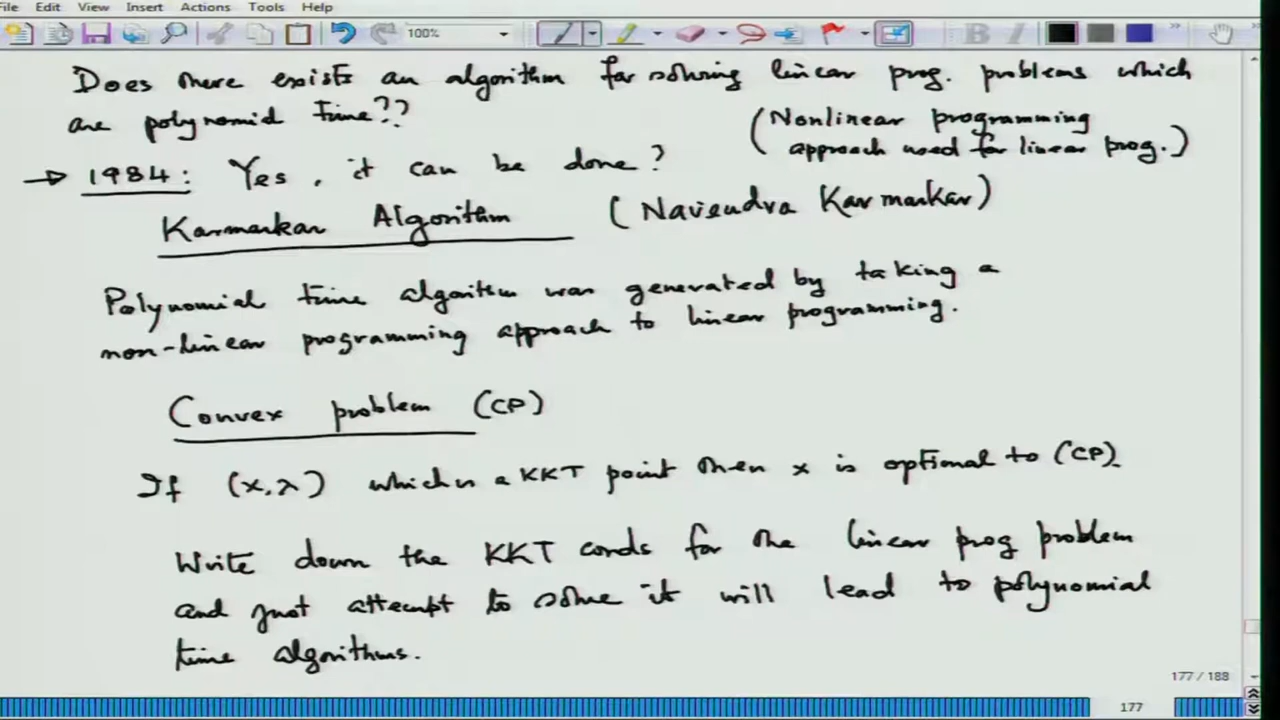 File Edit View Insert Actions Tools Help
100%
Does there exists an algorithm for solving linear prog. problems which
are polynomid time??
(Nonlinear programming
approach used for linear prog.)
→ 1984: Yes, it can be done?
Karmarkar Algorithm (Navendra Karmarkar)
Polynomial time algorithm was generated by taking a
non-linear programming approach to linear programming.
Convex problem (CP)
If (x,λ) which is a KKT point then x is optimal to (CP).
Write down the KKT conds for the linear prog problem
and just attempt to solve it will lead to polynomial
time algorithms.
177 / 188
177